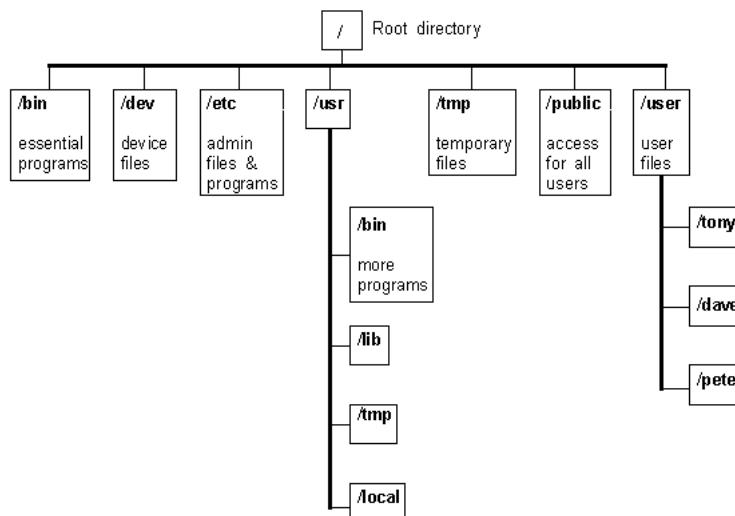 /
Root directory
/bin
essential
programs
/dev
device
files
/etc
admin
files &
programs
/usr
/tmp
temporary
files
/public
access
for all
users
/user
user
files
/bin
more
programs
/lib
/tmp
/local
/tony
/dave
/pete